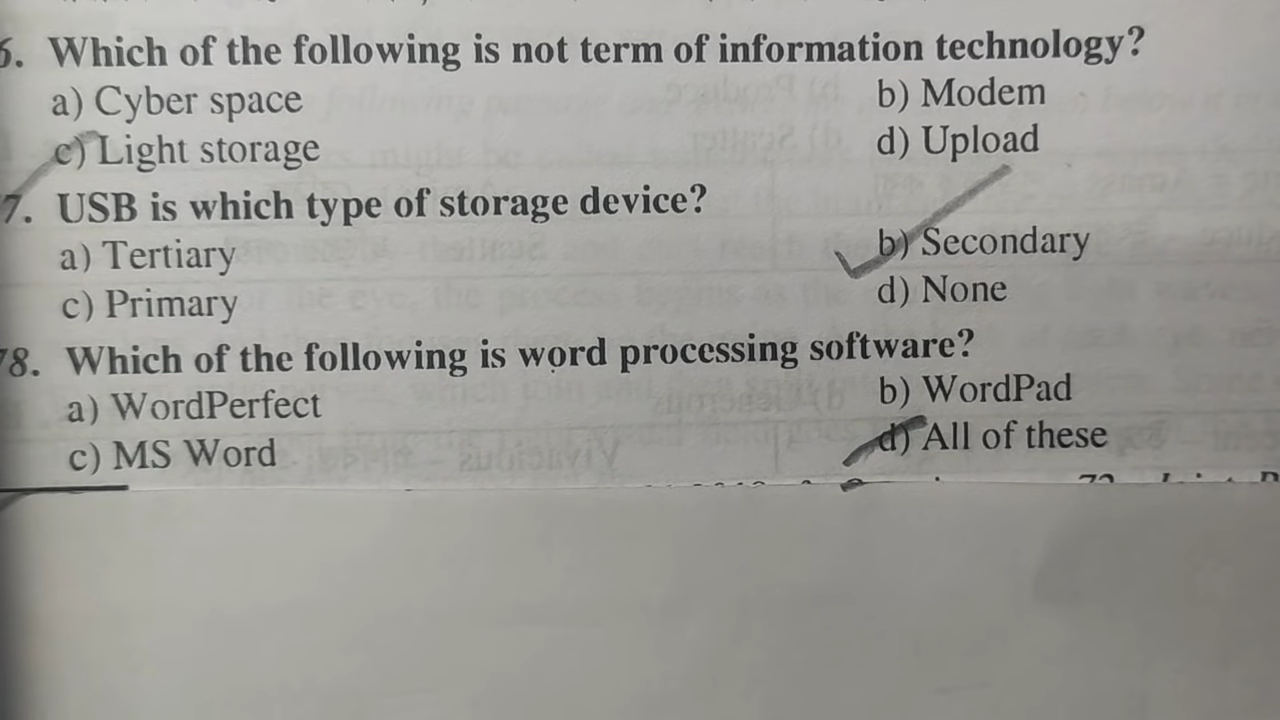 6. Which of the following is not term of information technology?
a) Cyber space b) Modem
c) Light storage d) Upload
7. USB is which type of storage device?
a) Tertiary b) Secondary
c) Primary d) None
78. Which of the following is word processing software?
a) WordPerfect b) WordPad
c) MS Word d) All of these